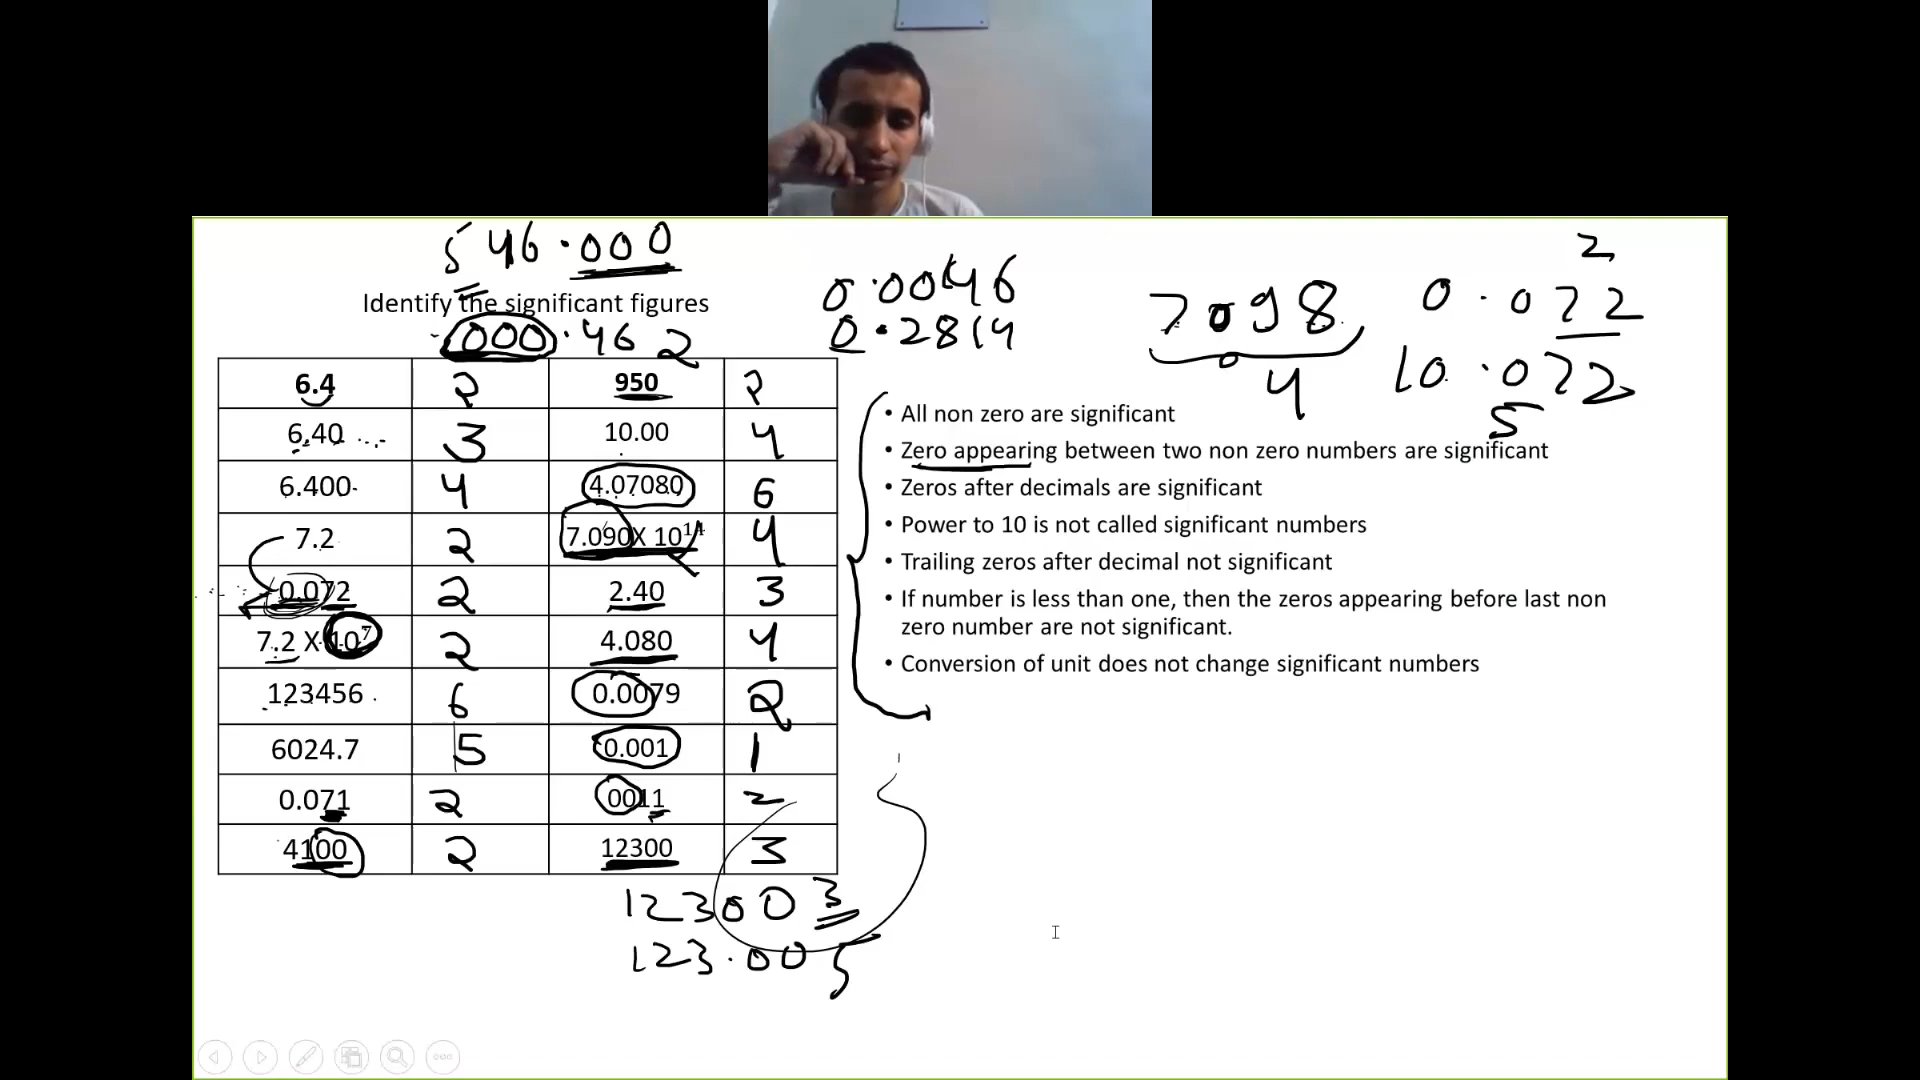 546.000
Identify the significant figures
000.46 2
0.0046
0.2814
7098
4
2
0.072
10.072
5
6.4 2 950 2
6.40 3 10.00 4
6.400 4 4.07080 6
7.2 2 7.090X 10¹⁴ 4
0.072 2 2.40 3
7.2 X 10⁷ 2 4.080 4
123456 6 0.0079 2
6024.7 5 0.001 1
0.071 2 0011 2
4100 2 12300 3
12300 3
123.00 5
• All non zero are significant
• Zero appearing between two non zero numbers are significant
• Zeros after decimals are significant
• Power to 10 is not called significant numbers
• Trailing zeros after decimal not significant
• If number is less than one, then the zeros appearing before last non
zero number are not significant.
• Conversion of unit does not change significant numbers